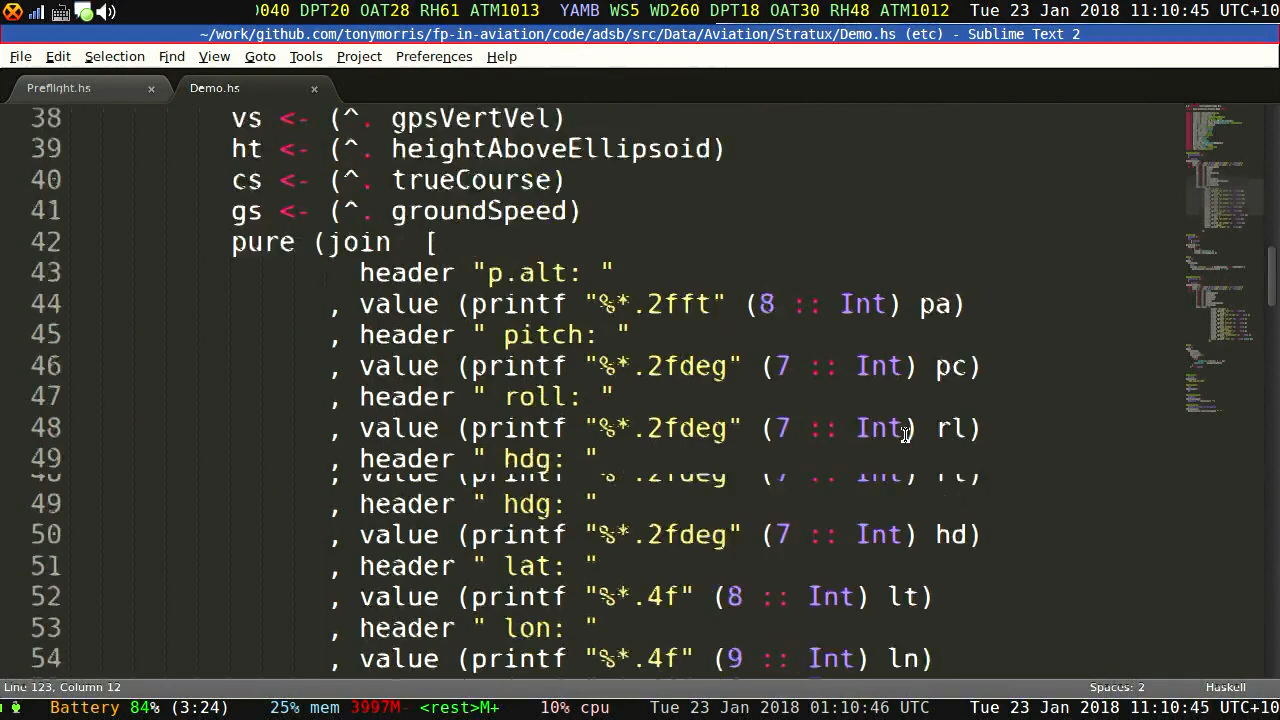 040 DPT20 OAT28 RH61 ATM1013 YAMB WS5 WD260 DPT18 OAT30 RH48 ATM1012 Tue 23 Jan 2018 11:10:45 UTC+10
~/work/github.com/tonymorris/fp-in-aviation/code/adsb/src/Data/Aviation/Stratux/Demo.hs (etc) - Sublime Text 2
File Edit Selection Find View Goto Tools Project Preferences Help
Preflight.hs × Demo.hs ×
38 vs <- (^. gpsVertVel)
39 ht <- (^. heightAboveEllipsoid)
40 cs <- (^. trueCourse)
41 gs <- (^. groundSpeed)
42 pure (join [
43 header "p.alt: "
44 , value (printf "%*.2fft" (8 :: Int) pa)
45 , header " pitch: "
46 , value (printf "%*.2fdeg" (7 :: Int) pc)
47 , header " roll: "
48 , value (printf "%*.2fdeg" (7 :: Int) rl)
49 , header " hdg: "
48 , value (printf "%*.2fdeg" (7 :: Int) rl)
49 , header " hdg: "
50 , value (printf "%*.2fdeg" (7 :: Int) hd)
51 , header " lat: "
52 , value (printf "%*.4f" (8 :: Int) lt)
53 , header " lon: "
54 , value (printf "%*.4f" (9 :: Int) ln)
Line 123, Column 12 Spaces: 2 Haskell
Battery 84% (3:24) 25% mem 3997M- <rest>M+ 10% cpu Tue 23 Jan 2018 01:10:46 UTC Tue 23 Jan 2018 11:10:45 UTC+10